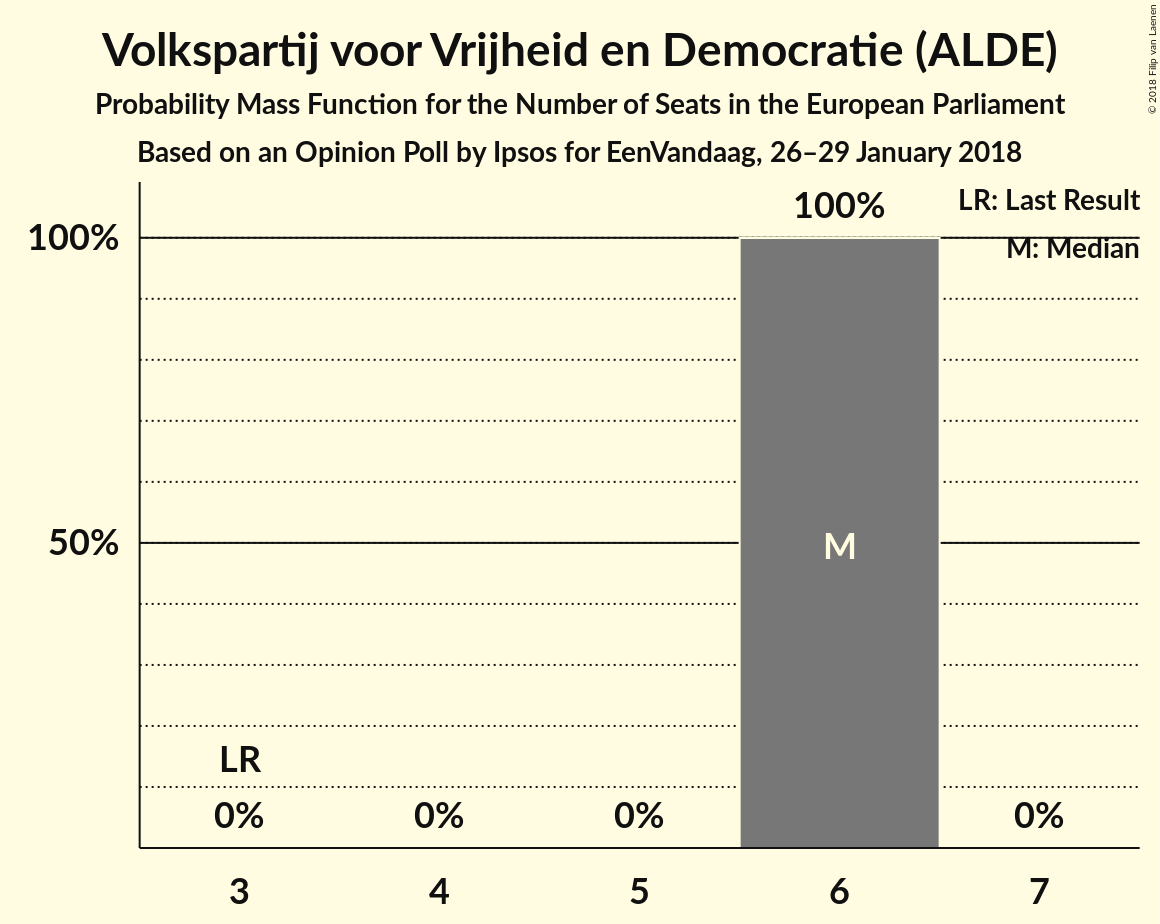 Volkspartij voor Vrijheid en Democratie (ALDE)
Probability Mass Function for the Number of Seats in the European Parliament
Based on an Opinion Poll by Ipsos for EenVandaag, 26–29 January 2018
© 2018 Filip van Laenen
LR: Last Result
M: Median
100%
100%
50%
M
LR
0%
0%
0%
0%
3
4
5
6
7